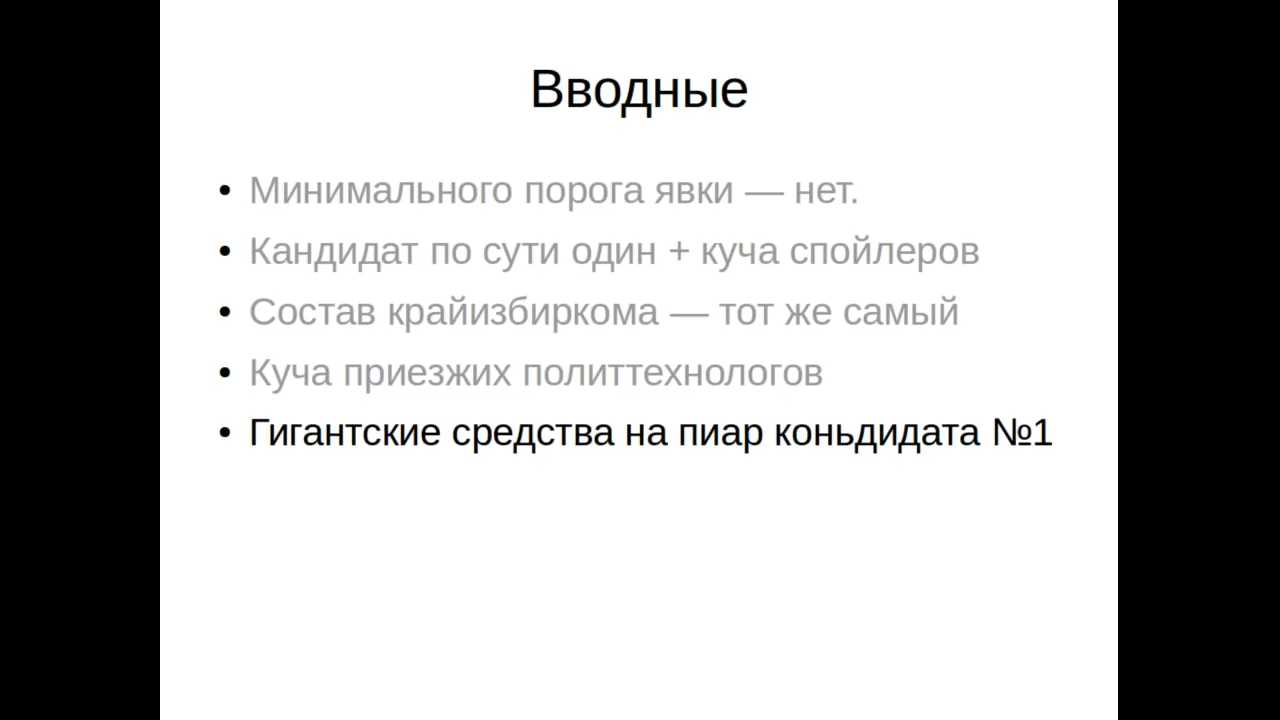 Вводные
• Минимального порога явки — нет.
• Кандидат по сути один + куча спойлеров
• Состав крайизбиркома — тот же самый
• Куча приезжих политтехнологов
• Гигантские средства на пиар коньдидата №1